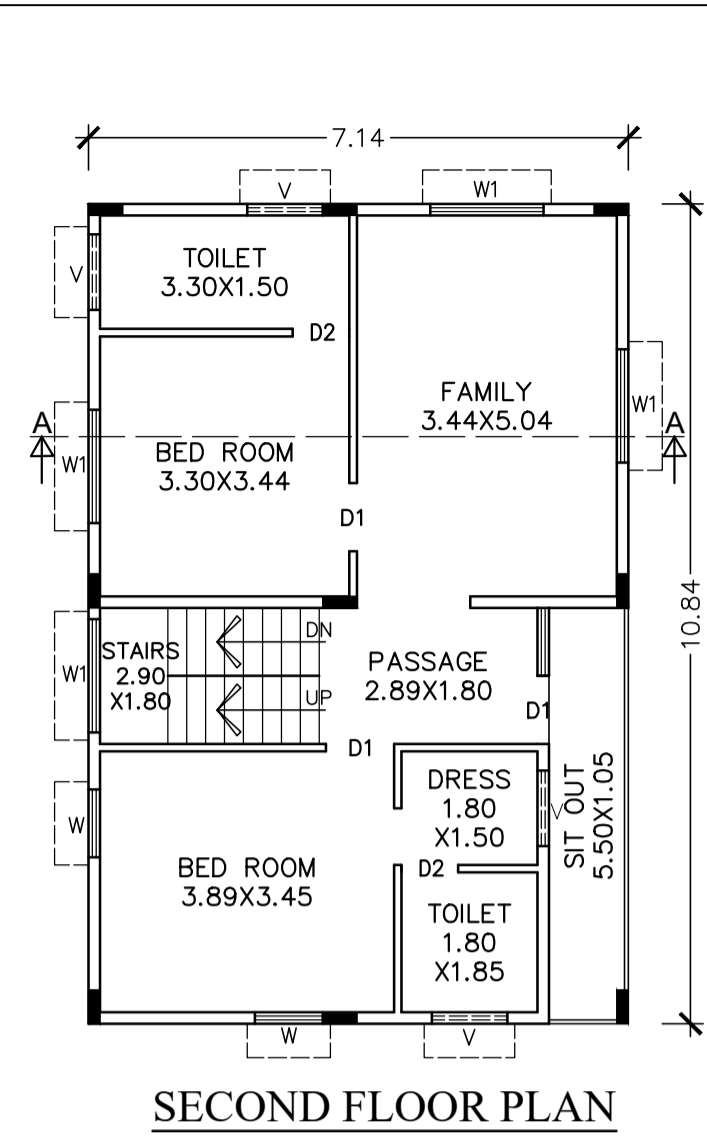 7.14
V
W1
V
TOILET
3.30X1.50
D2
FAMILY
3.44X5.04
W1
A
A
W1
BED ROOM
3.30X3.44
D1
10.84
STAIRS
2.90
X1.80
W1
DN
UP
PASSAGE
2.89X1.80
D1
D1
W
DRESS
1.80
X1.50
V
SIT OUT
5.50X1.05
BED ROOM
3.89X3.45
D2
TOILET
1.80
X1.85
W
V
SECOND FLOOR PLAN